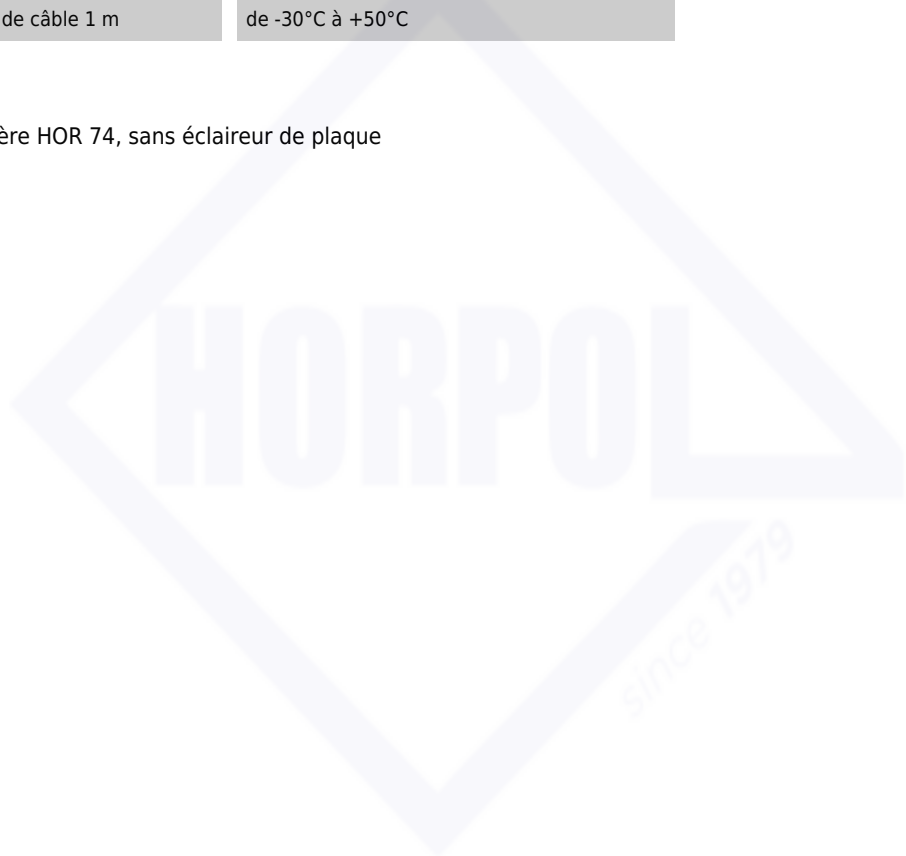 de câble 1 m
de -30°C à +50°C
ère HOR 74, sans éclaireur de plaque
HORPOL
since 1979